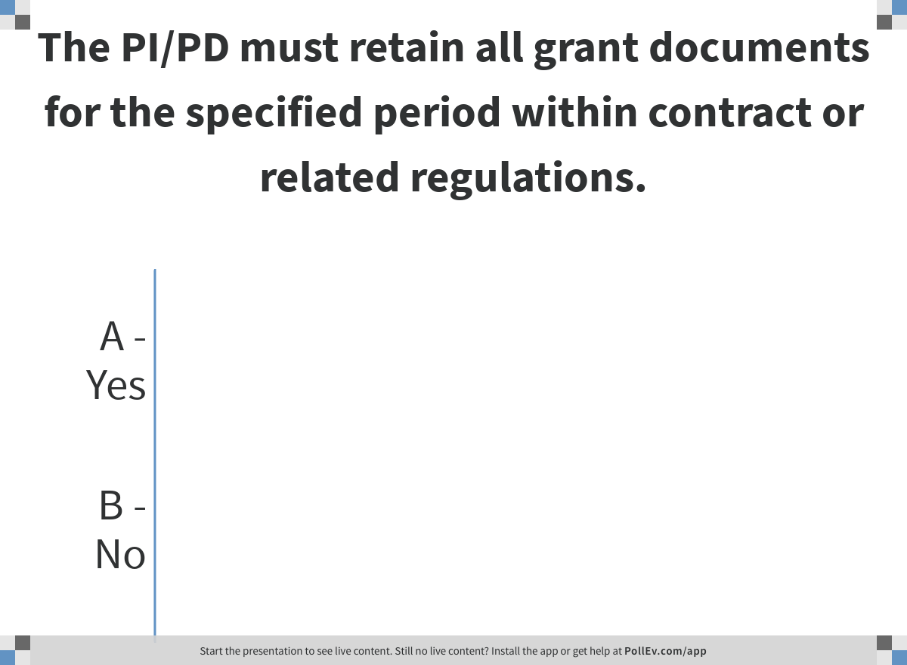 The PI/PD must retain all grant documents
for the specified period within contract or
related regulations.
A -
Yes
B -
No
Start the presentation to see live content. Still no live content? Install the app or get help at PollEv.com/app